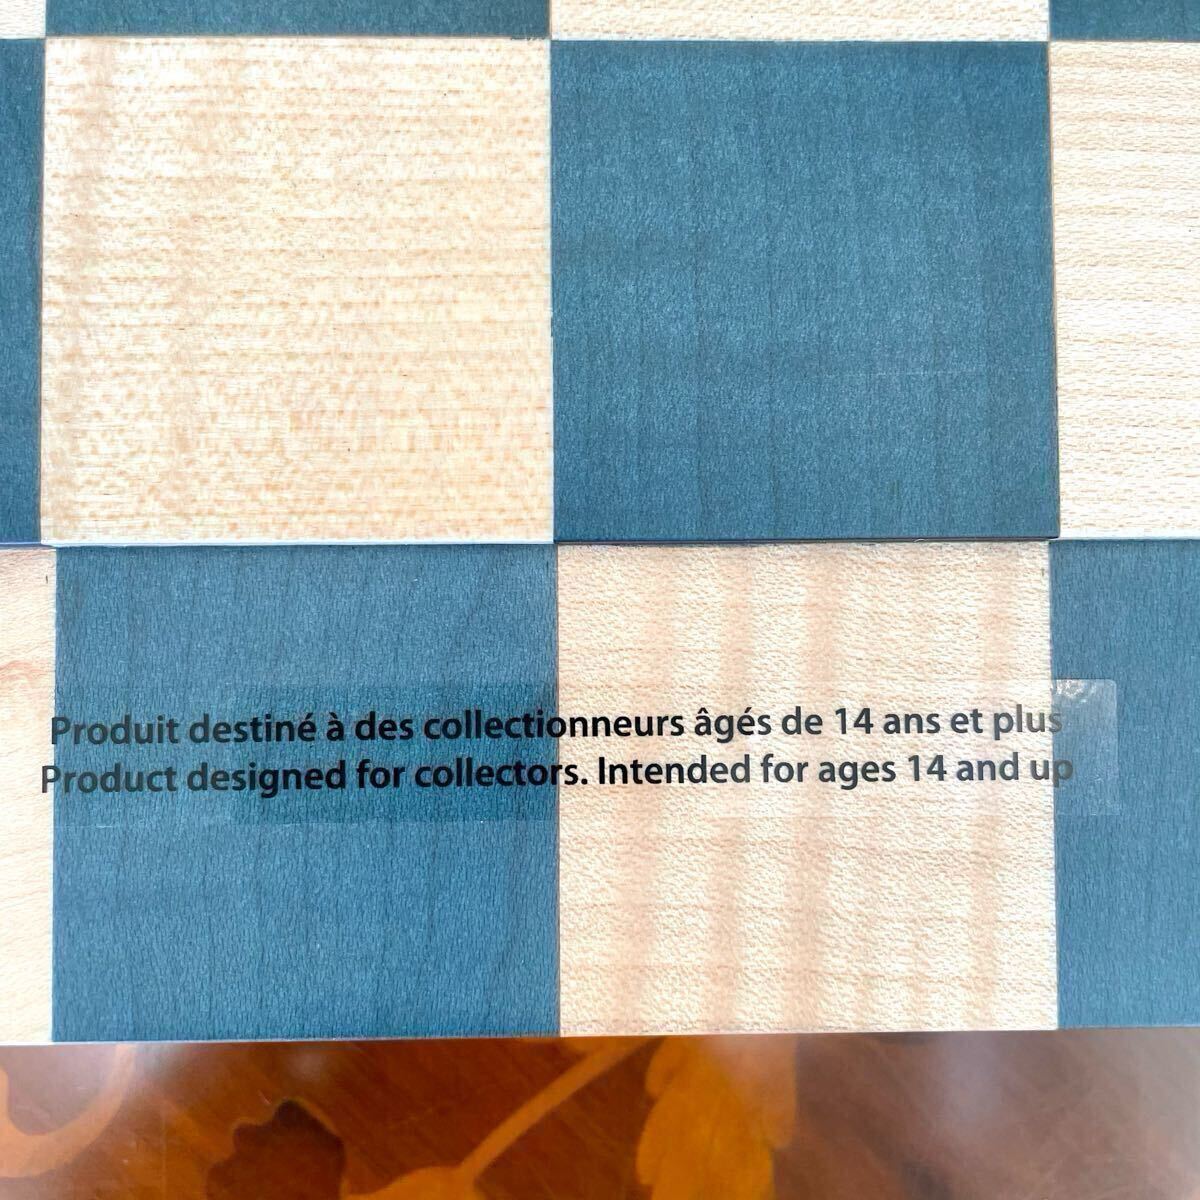 Produit destiné à des collectionneurs âgés de 14 ans et plus
Product designed for collectors. Intended for ages 14 and up